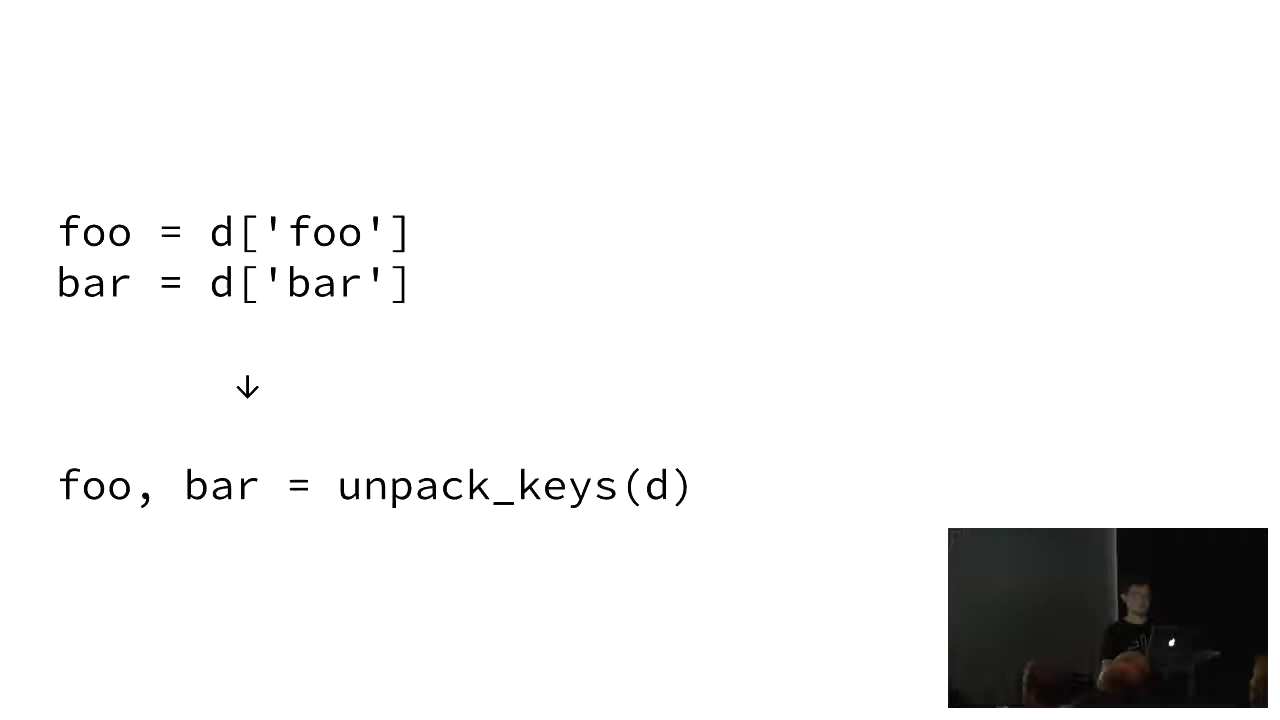 foo = d['foo']
bar = d['bar']
↓
foo, bar = unpack_keys(d)